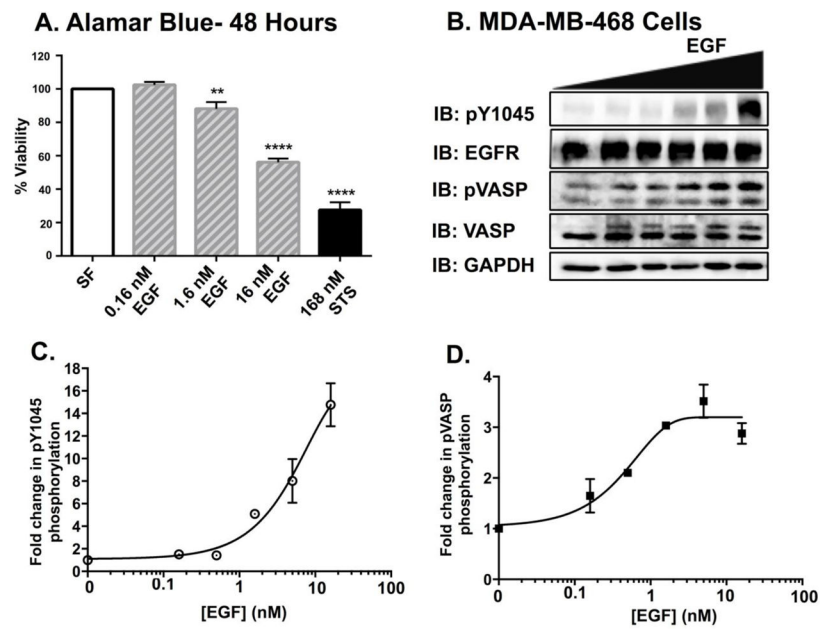 A. Alamar Blue- 48 Hours
% Viability
120
100
80
60
40
20
0
**
****
****
SF
0.16 nM
EGF
1.6 nM
EGF
16 nM
EGF
168 nM
STS
B. MDA-MB-468 Cells
EGF
IB: pY1045
IB: EGFR
IB: pVASP
IB: VASP
IB: GAPDH
C.
Fold change in pY1045
phosphorylation
18
16
14
12
10
8
6
4
2
0
0
0.1
1
10
100
[EGF] (nM)
D.
Fold change in pVASP
phosphorylation
4
3
2
1
0
0
0.1
1
10
100
[EGF] (nM)